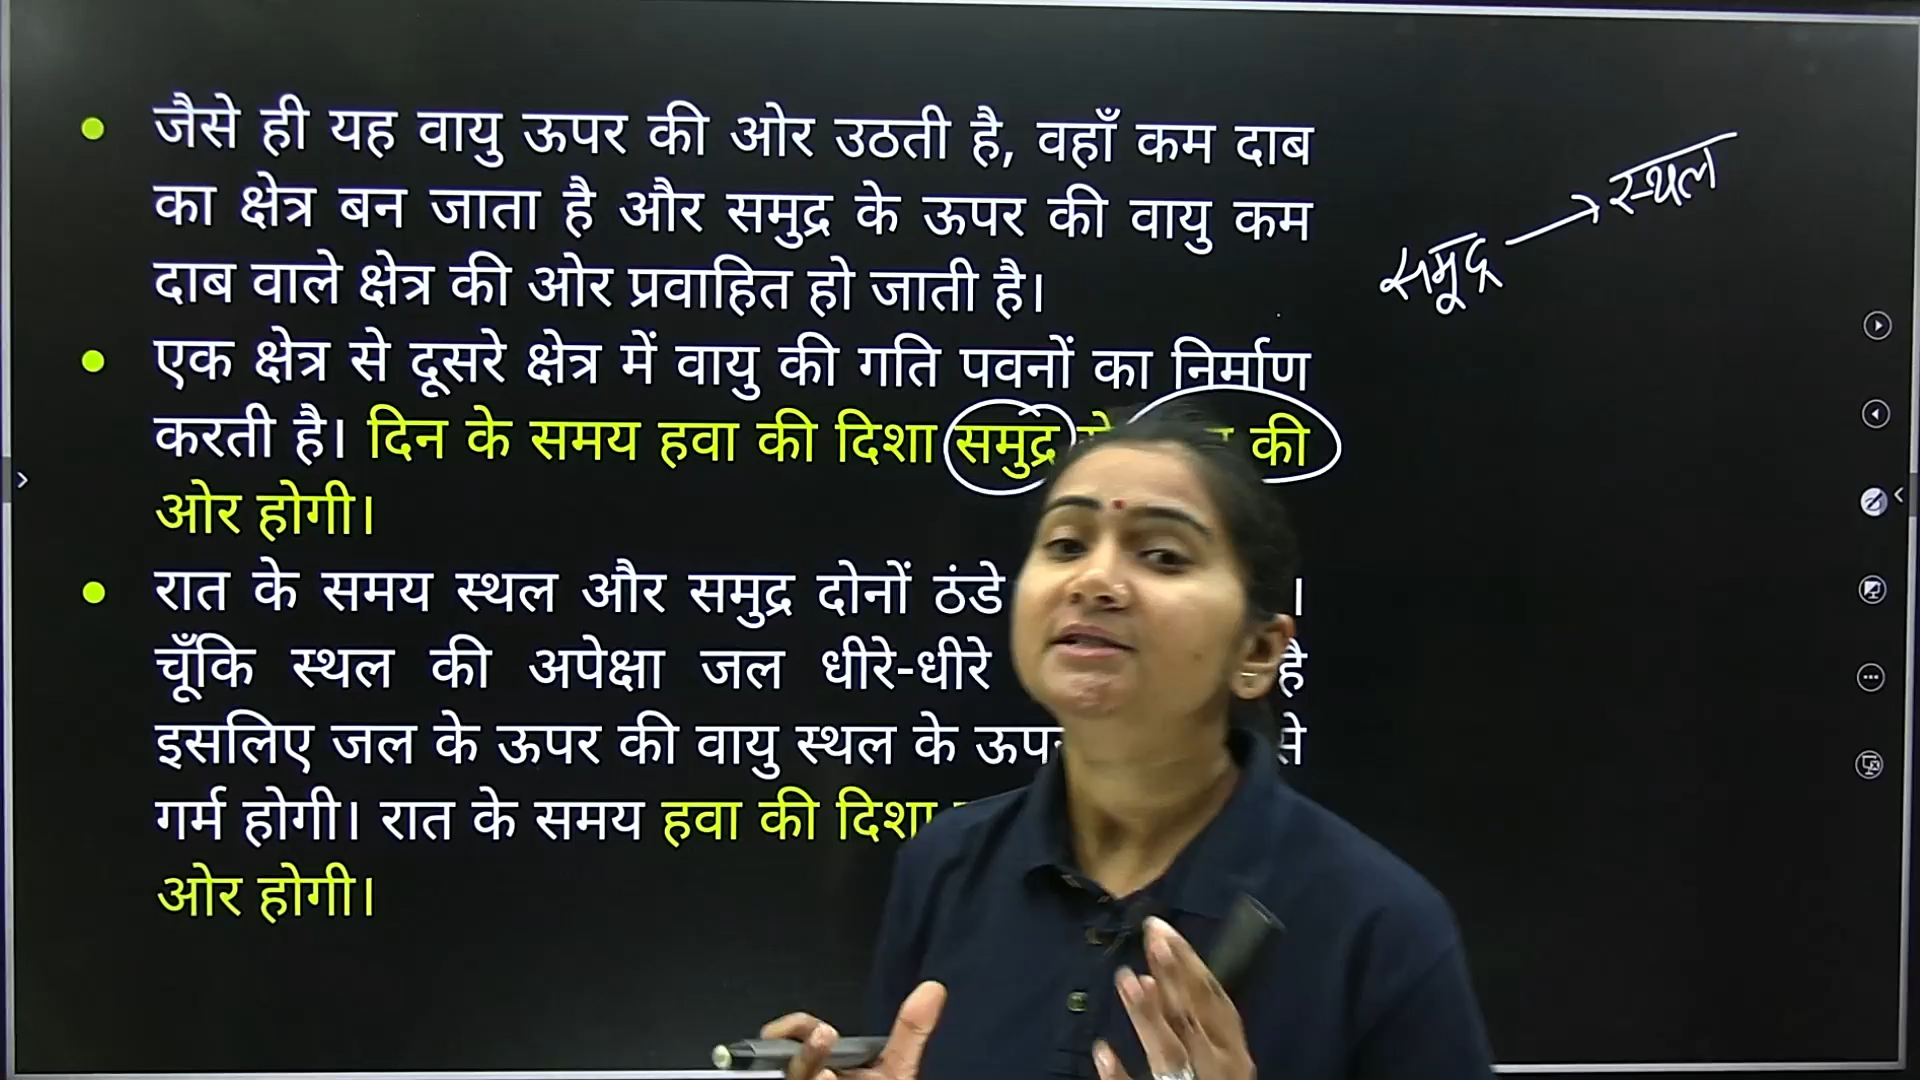 जैसे ही यह वायु ऊपर की ओर उठती है, वहाँ कम दाब
का क्षेत्र बन जाता है और समुद्र के ऊपर की वायु कम
दाब वाले क्षेत्र की ओर प्रवाहित हो जाती है।
एक क्षेत्र से दूसरे क्षेत्र में वायु की गति पवनों का निर्माण
करती है। दिन के समय हवा की दिशा समुद्र की
ओर होगी।
रात के समय स्थल और समुद्र दोनों ठंडे ।
चूँकि स्थल की अपेक्षा जल धीरे-धीरे है
इसलिए जल के ऊपर की वायु स्थल के से
गर्म होगी। रात के समय हवा की दिशा
ओर होगी।
समुद्र → स्थल